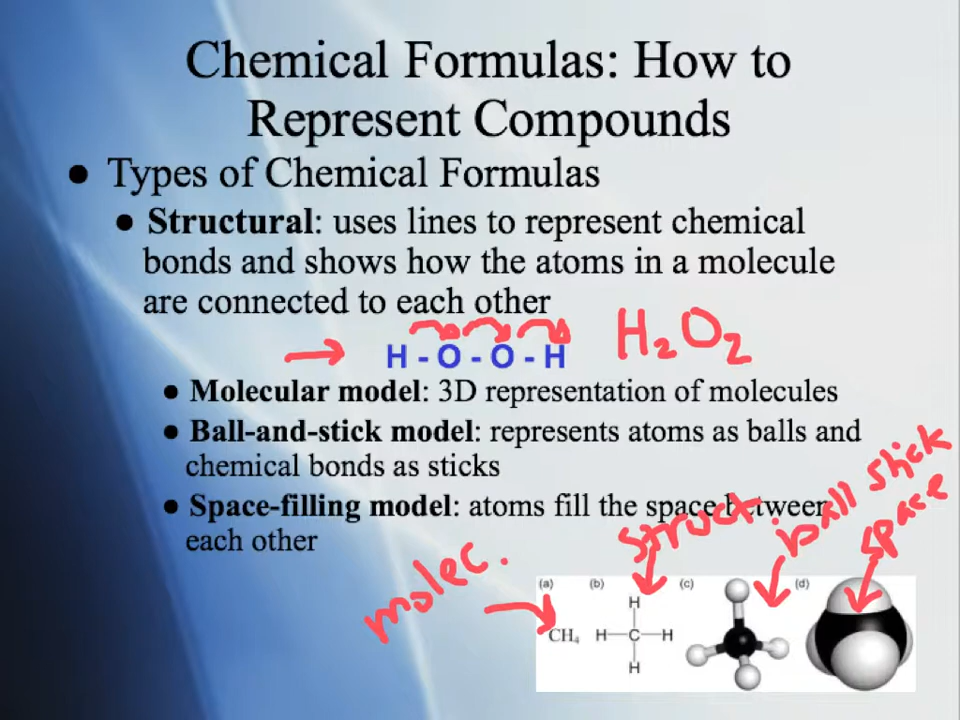 Chemical Formulas: How to
Represent Compounds
● Types of Chemical Formulas
● Structural: uses lines to represent chemical
bonds and shows how the atoms in a molecule
are connected to each other
H - O - O - H
H₂O₂
● Molecular model: 3D representation of molecules
● Ball-and-stick model: represents atoms as balls and
chemical bonds as sticks
● Space-filling model: atoms fill the space between
each other
molec.
struct
ball stick
space
(a) (b) (c) (d)
CH₄
H
H—C—H
H